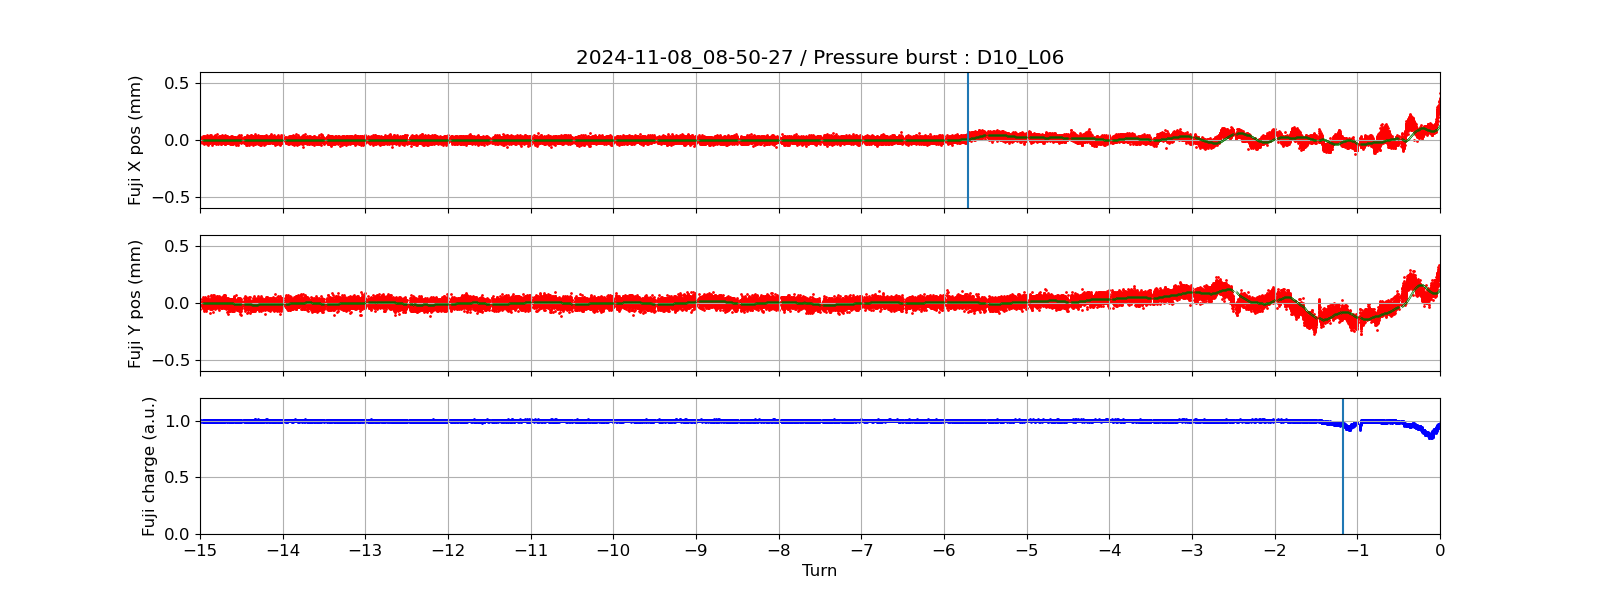 2024-11-08_08-50-27 / Pressure burst : D10_L06
Fuji X pos (mm)
0.5
0.0
−0.5
Fuji Y pos (mm)
0.5
0.0
−0.5
Fuji charge (a.u.)
1.0
0.5
0.0
−15 −14 −13 −12 −11 −10 −9 −8 −7 −6 −5 −4 −3 −2 −1 0
Turn